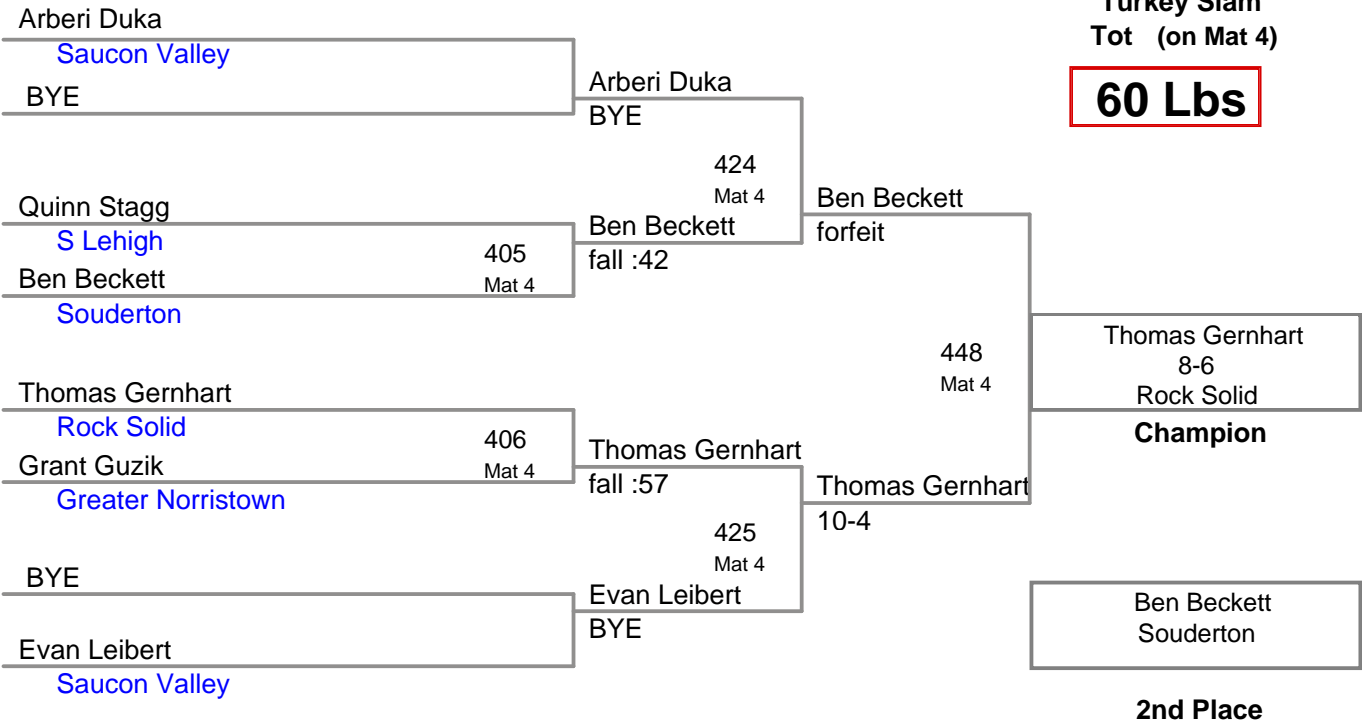 Turkey Slam
Tot (on Mat 4)
60 Lbs
Arberi Duka
Saucon Valley
BYE
Arberi Duka
BYE
424
Mat 4
Quinn Stagg
S Lehigh
405
Mat 4
Ben Beckett
Souderton
Ben Beckett
fall :42
Ben Beckett
forfeit
448
Mat 4
Thomas Gernhart
8-6
Rock Solid
Champion
Thomas Gernhart
Rock Solid
406
Mat 4
Grant Guzik
Greater Norristown
Thomas Gernhart
fall :57
425
Mat 4
Thomas Gernhart
10-4
BYE
Evan Leibert
BYE
Evan Leibert
Saucon Valley
Ben Beckett
Souderton
2nd Place